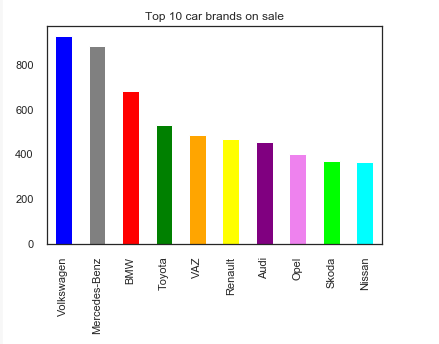 Top 10 car brands on sale
800
600
400
200
0
Volkswagen
Mercedes-Benz
BMW
Toyota
VAZ
Renault
Audi
Opel
Skoda
Nissan